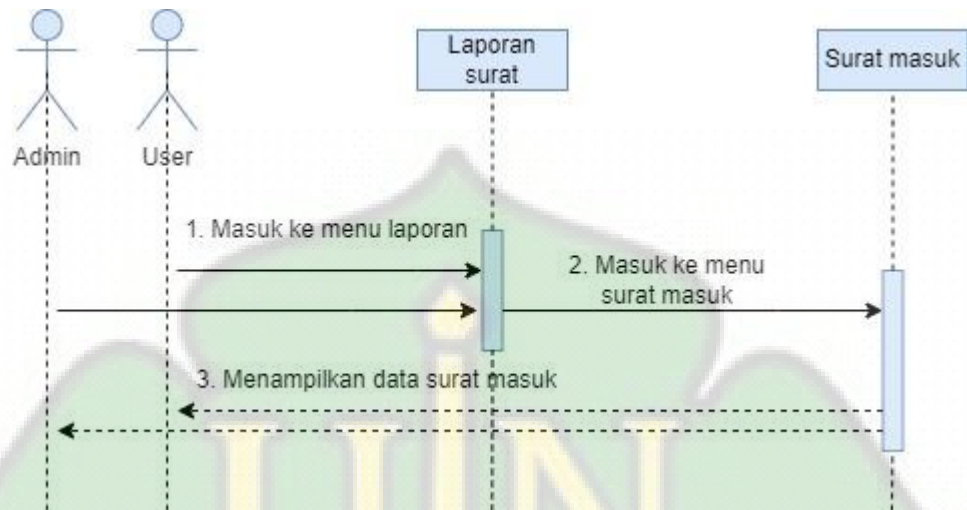 Laporan
surat
Surat masuk
Admin
User
1. Masuk ke menu laporan
2. Masuk ke menu
surat masuk
3. Menampilkan data surat masuk
UIN